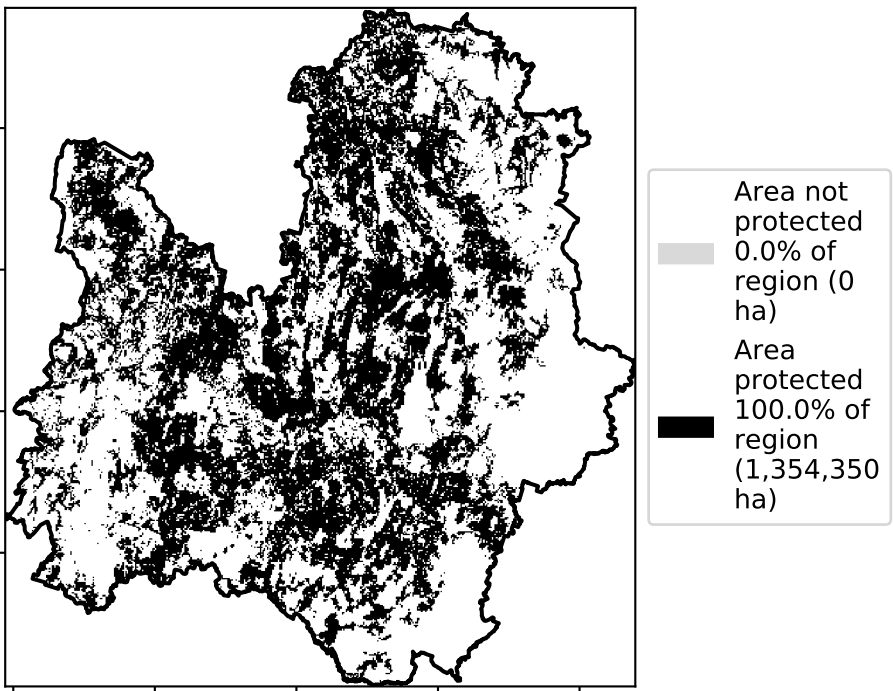 Area not
protected
0.0% of
region (0
ha)
Area
protected
100.0% of
region
(1,354,350
ha)